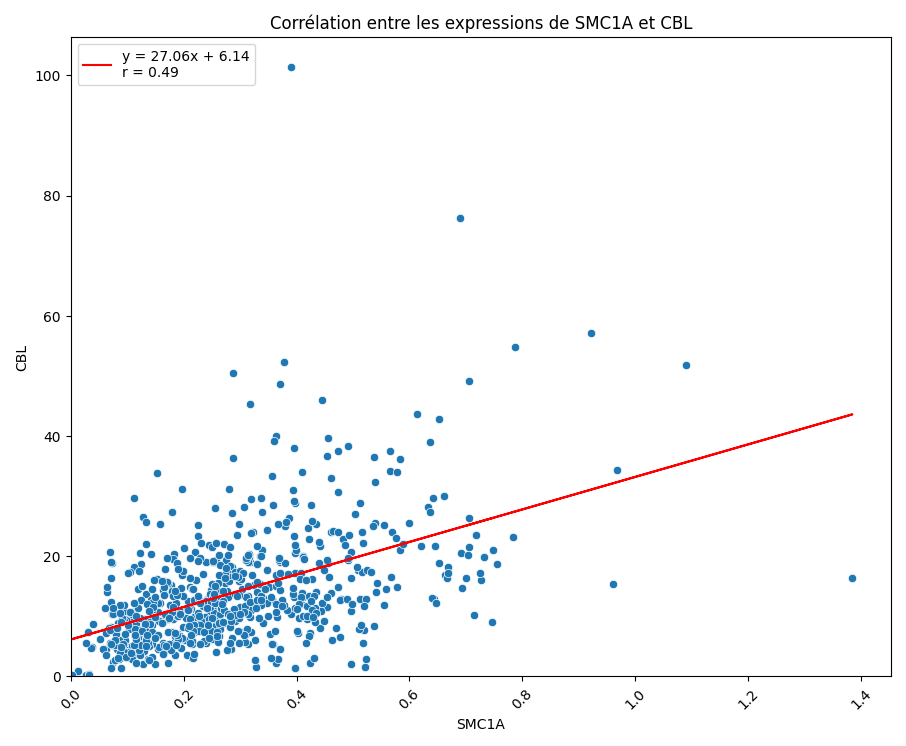 Corrélation entre les expressions de SMC1A et CBL
y = 27.06x + 6.14
r = 0.49
100
80
60
40
20
0
CBL
0.0
0.2
0.4
0.6
0.8
1.0
1.2
1.4
SMC1A